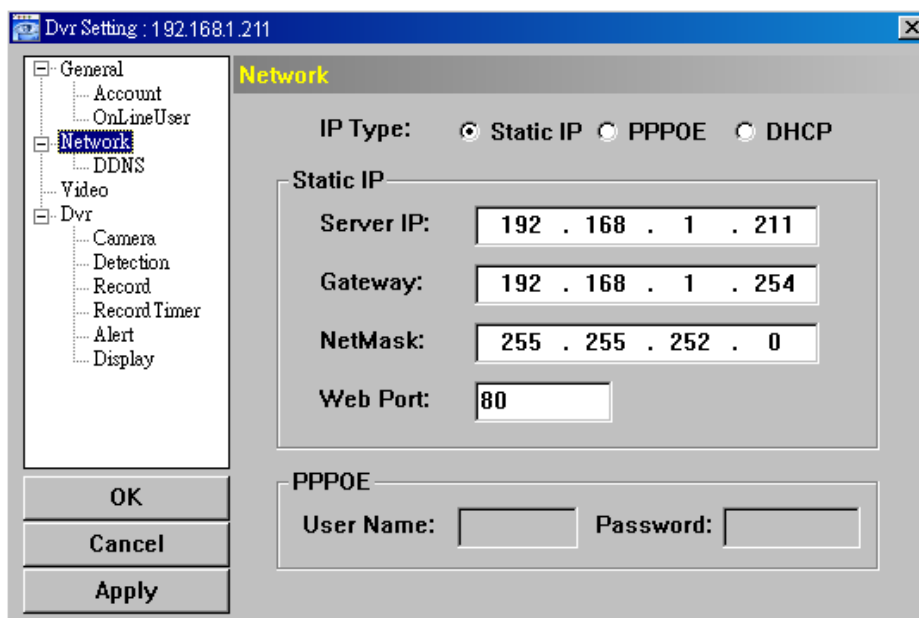 Dvr Setting : 192.168.1.211
General
Account
OnLineUser
Network
DDNS
Video
Dvr
Camera
Detection
Record
Record Timer
Alert
Display
OK
Cancel
Apply
Network
IP Type: Static IP PPPOE DHCP
Static IP
Server IP: 192 . 168 . 1 . 211
Gateway: 192 . 168 . 1 . 254
NetMask: 255 . 255 . 252 . 0
Web Port: 80
PPPOE
User Name: Password: